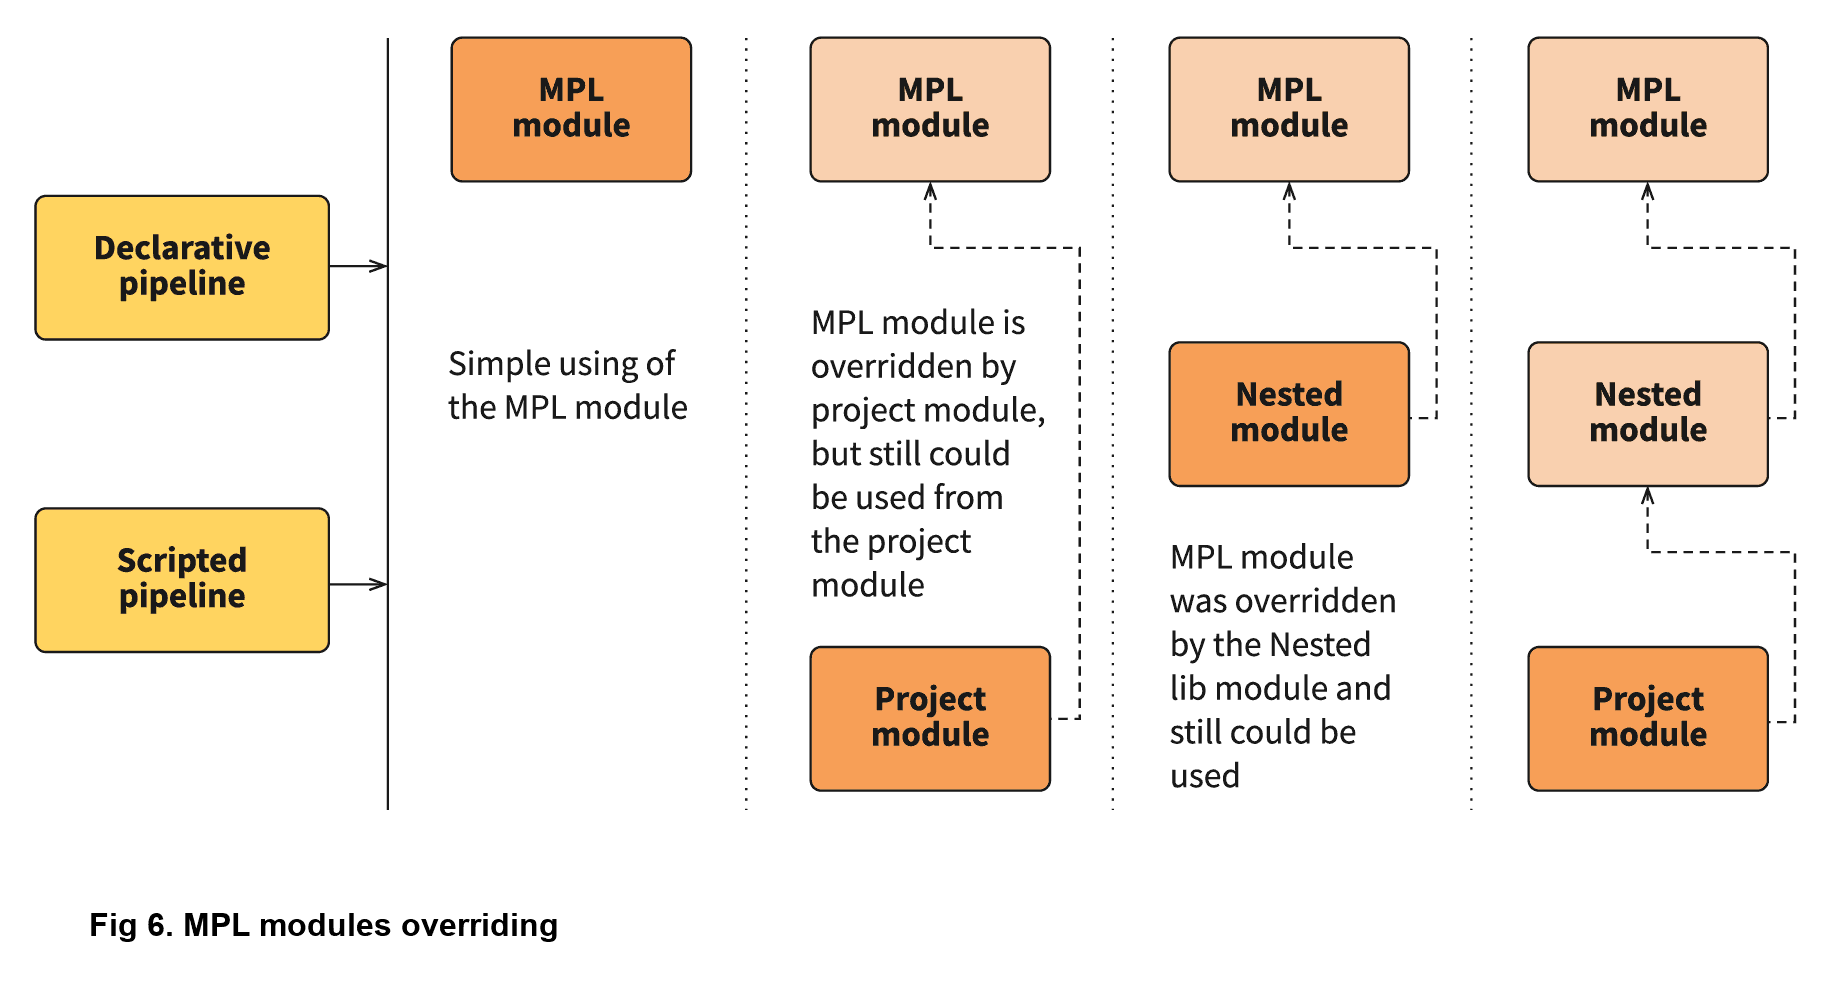 Declarative
pipeline
Scripted
pipeline
MPL
module
Simple using of
the MPL module
MPL
module
MPL module is
overridden by
project module,
but still could
be used from
the project
module
Project
module
MPL
module
Nested
module
MPL module
was overridden
by the Nested
lib module and
still could be
used
MPL
module
Nested
module
Project
module
Fig 6. MPL modules overriding